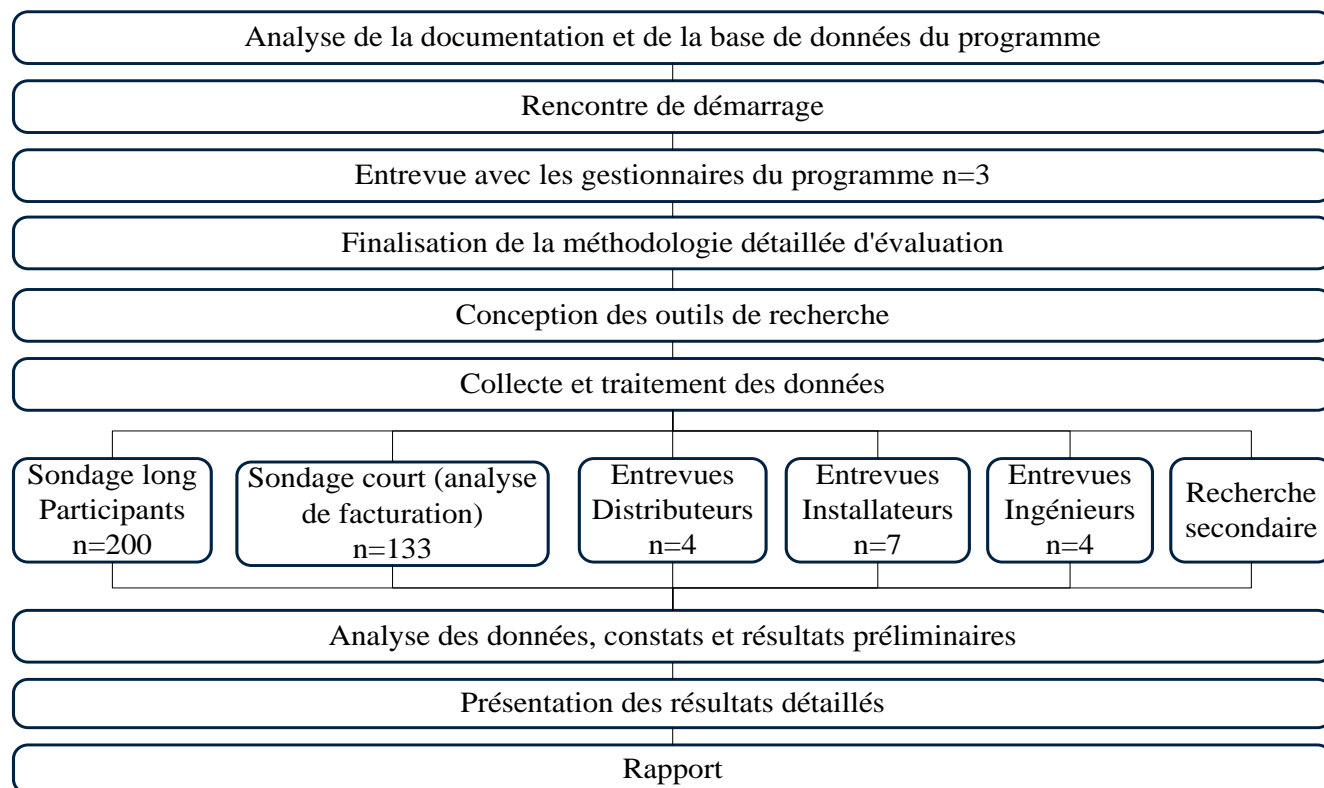 Analyse de la documentation et de la base de données du programme
Rencontre de démarrage
Entrevue avec les gestionnaires du programme n=3
Finalisation de la méthodologie détaillée d'évaluation
Conception des outils de recherche
Collecte et traitement des données
Sondage long
Participants
n=200
Sondage court (analyse
de facturation)
n=133
Entrevues
Distributeurs
n=4
Entrevues
Installateurs
n=7
Entrevues
Ingénieurs
n=4
Recherche
secondaire
Analyse des données, constats et résultats préliminaires
Présentation des résultats détaillés
Rapport